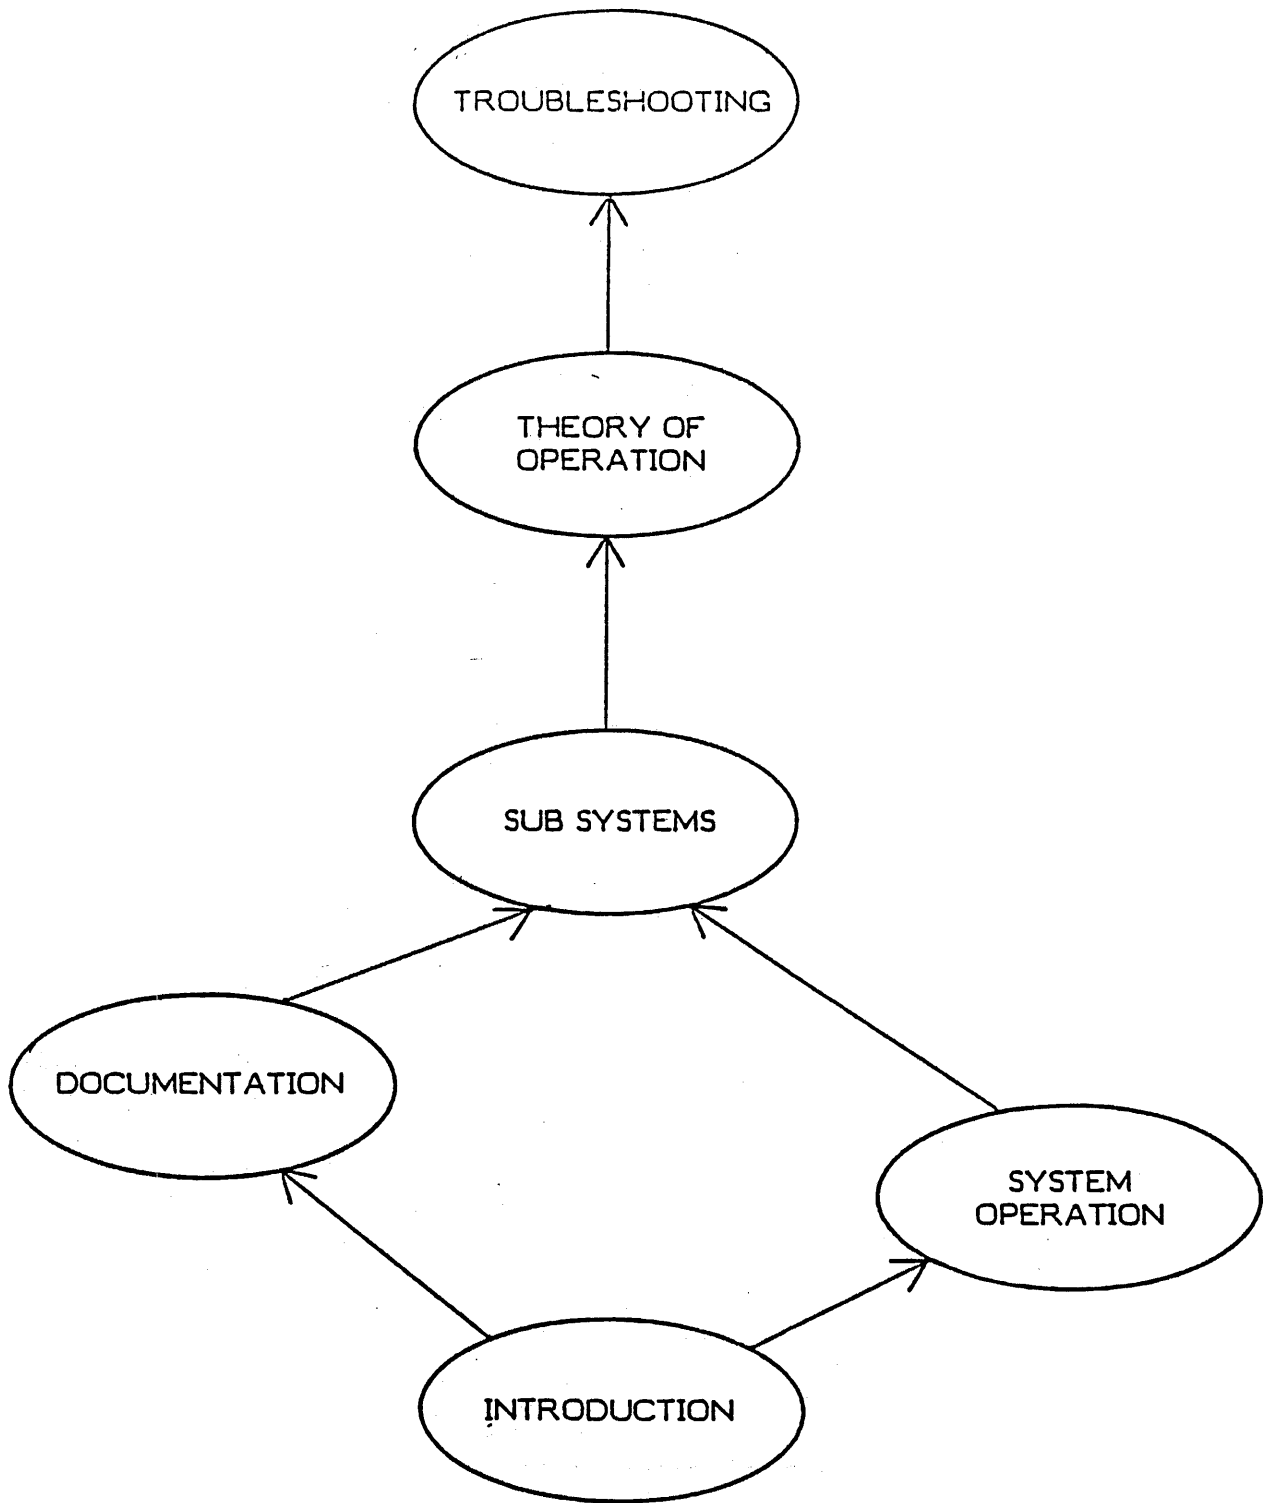 TROUBLESHOOTING
THEORY OF
OPERATION
SUB SYSTEMS
DOCUMENTATION
SYSTEM
OPERATION
INTRODUCTION